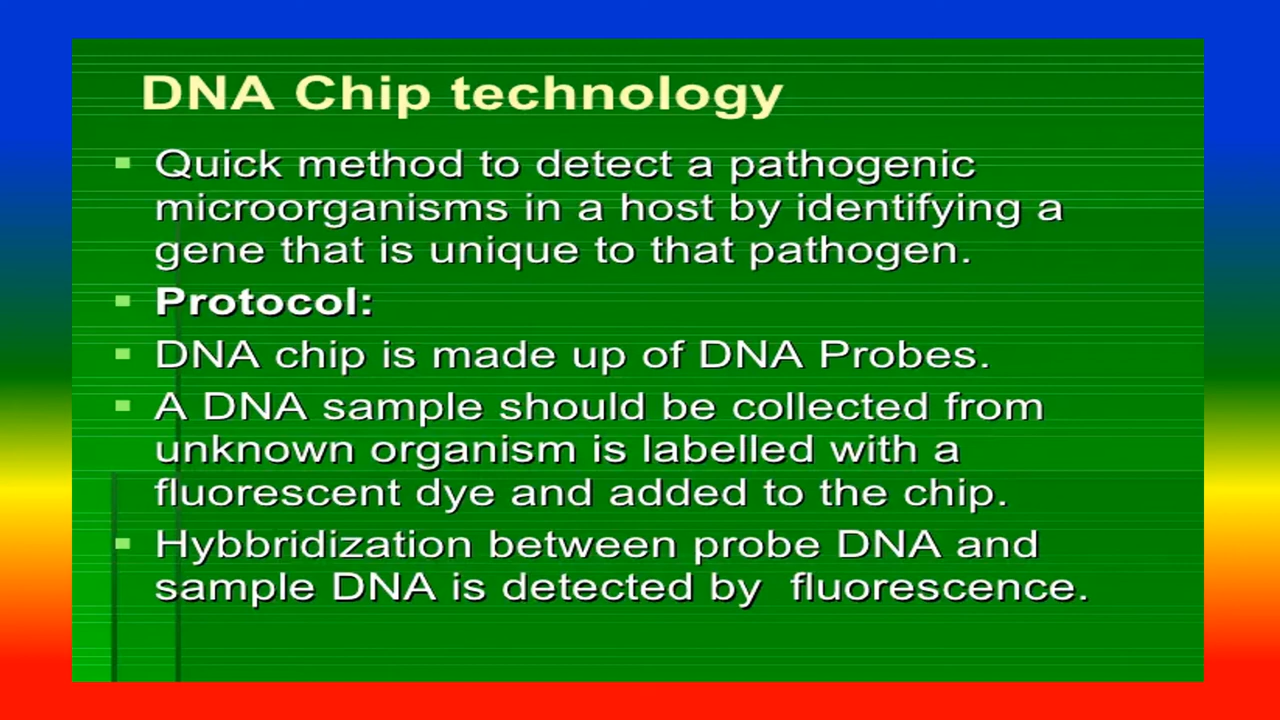 DNA Chip technology
Quick method to detect a pathogenic
microorganisms in a host by identifying a
gene that is unique to that pathogen.
Protocol:
DNA chip is made up of DNA Probes.
A DNA sample should be collected from
unknown organism is labelled with a
fluorescent dye and added to the chip.
Hybbridization between probe DNA and
sample DNA is detected by  fluorescence.